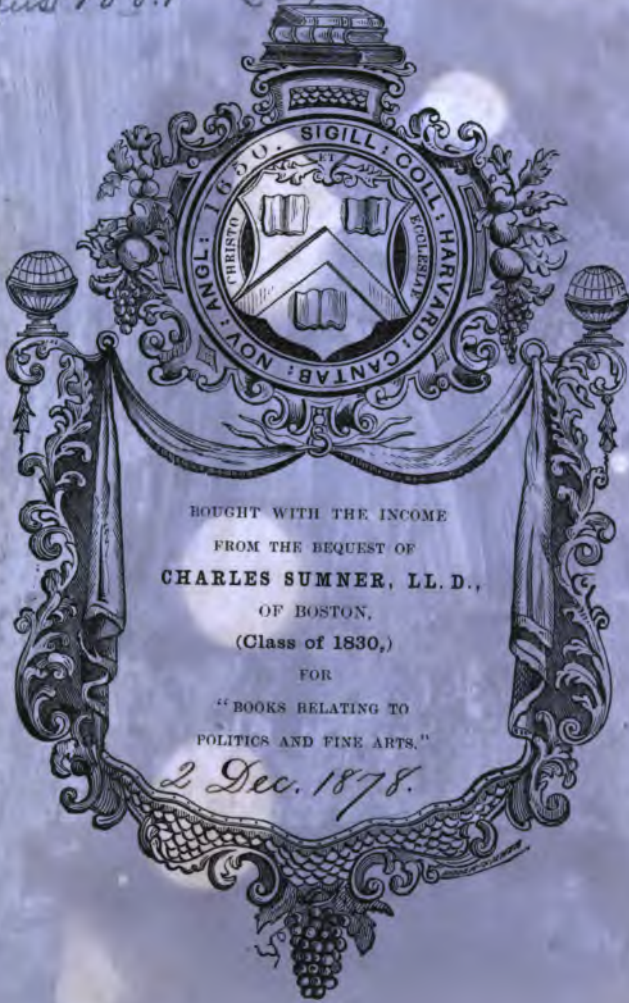 SIGILL: COLL: HARVARD: CANTAB: NOV: ANGL: 1650.
ET
CHRISTO
ECCLESIAE
BOUGHT WITH THE INCOME
FROM THE BEQUEST OF
CHARLES SUMNER, LL. D.,
OF BOSTON,
(Class of 1830,)
FOR
"BOOKS RELATING TO
POLITICS AND FINE ARTS."
2 Dec. 1878.